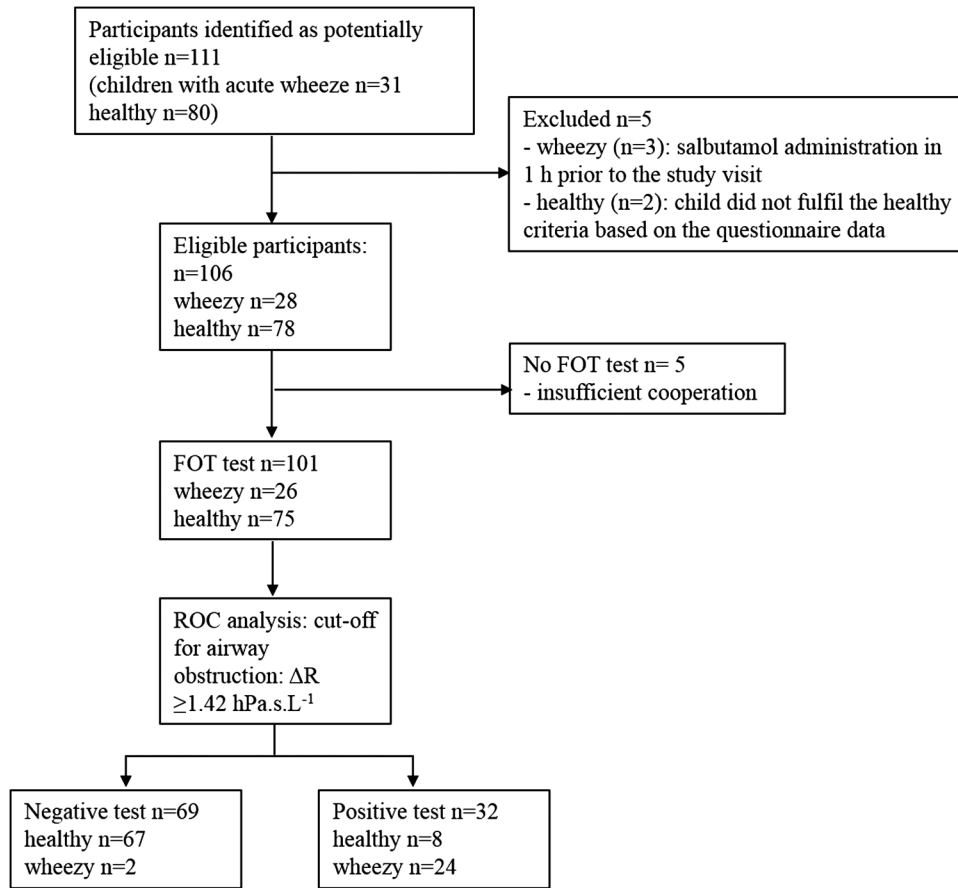 Participants identified as potentially
eligible n=111
(children with acute wheeze n=31
healthy n=80)
Excluded n=5
- wheezy (n=3): salbutamol administration in
1 h prior to the study visit
- healthy (n=2): child did not fulfil the healthy
criteria based on the questionnaire data
Eligible participants:
n=106
wheezy n=28
healthy n=78
No FOT test n= 5
- insufficient cooperation
FOT test n=101
wheezy n=26
healthy n=75
ROC analysis: cut-off
for airway
obstruction: ΔR
≥1.42 hPa.s.L⁻¹
Negative test n=69
healthy n=67
wheezy n=2
Positive test n=32
healthy n=8
wheezy n=24